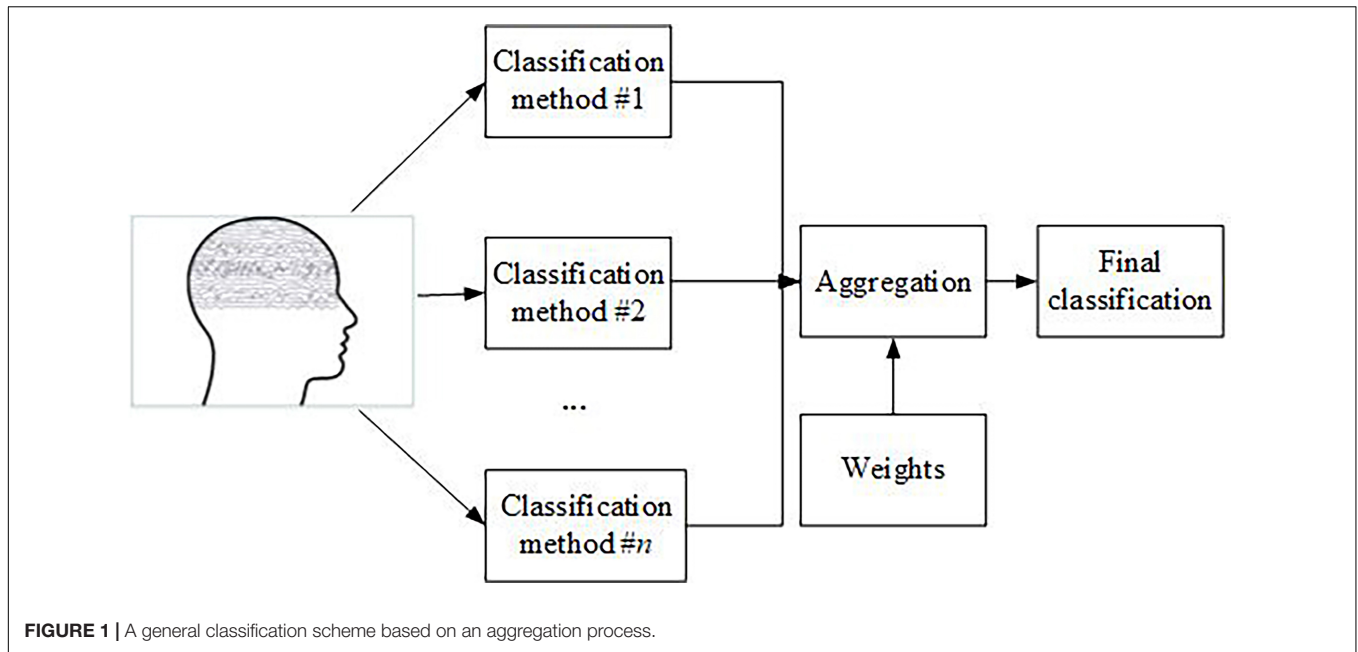 Classification
method #1
Classification
method #2
...
Classification
method #n
Aggregation
Weights
Final
classification
FIGURE 1 | A general classification scheme based on an aggregation process.